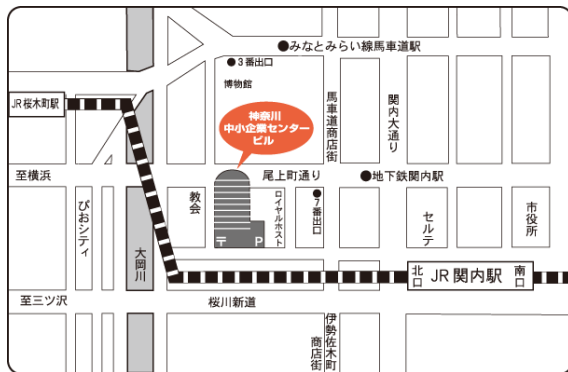 ●みなとみらい線馬車道駅
●3番出口
博物館
JR桜木町駅
神奈川
中小企業センター
ビル
馬車道商店街
関内大通り
至横浜
尾上町通り
●地下鉄関内駅
ぴおシティ
大岡川
教会
〒
P
ロイヤルホスト
●7番出口
セルテ
市役所
北口
JR関内駅
南口
至三ツ沢
桜川新道
伊勢佐木町
商店街